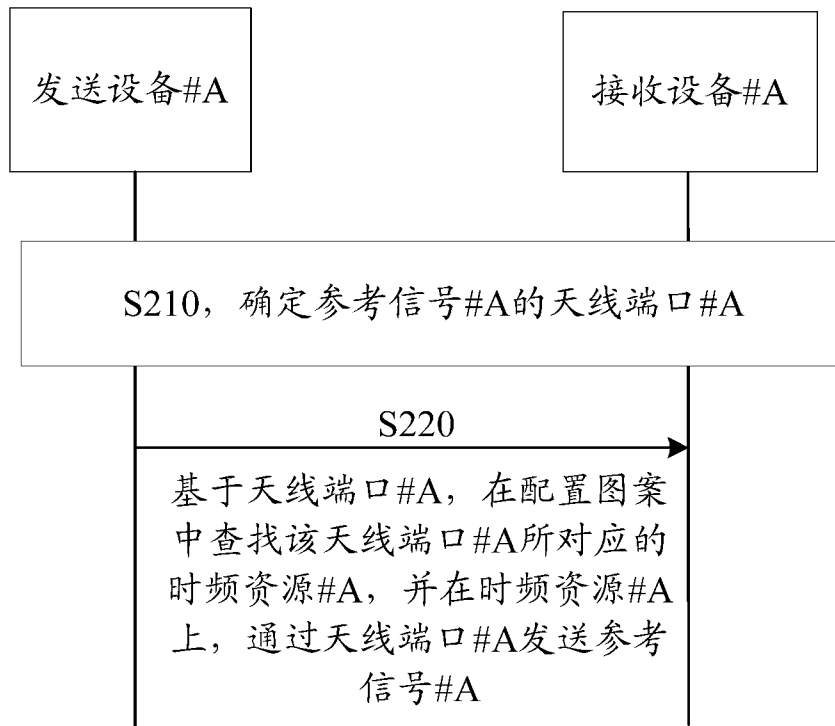 发送设备#A
接收设备#A
S210，确定参考信号#A的天线端口#A
S220
基于天线端口#A，在配置图案
中查找该天线端口#A所对应的
时频资源#A，并在时频资源#A
上，通过天线端口#A发送参考
信号#A